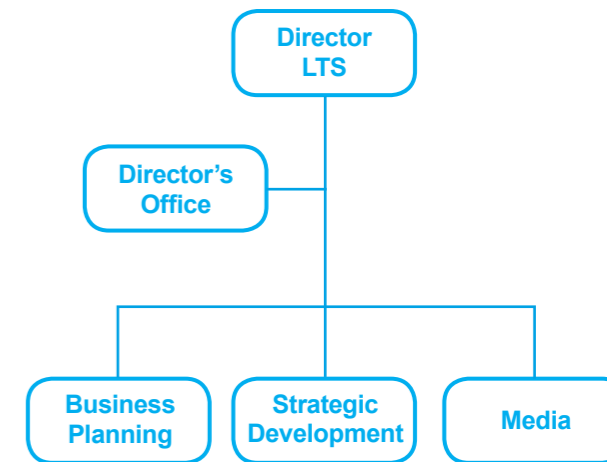 Director
LTS
Director’s
Office
Business
Planning
Strategic
Development
Media